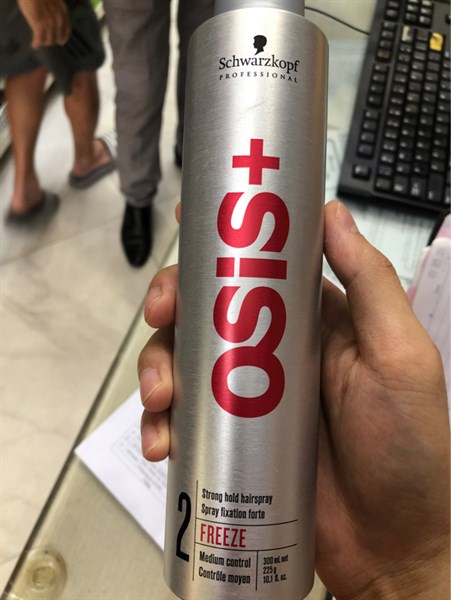 Schwarzkopf
PROFESSIONAL
OSiS+
2
Strong hold hairspray
Spray fixation forte
FREEZE
Medium control
Contrôle moyen
300 ml net
225 g
10.1 fl. oz.